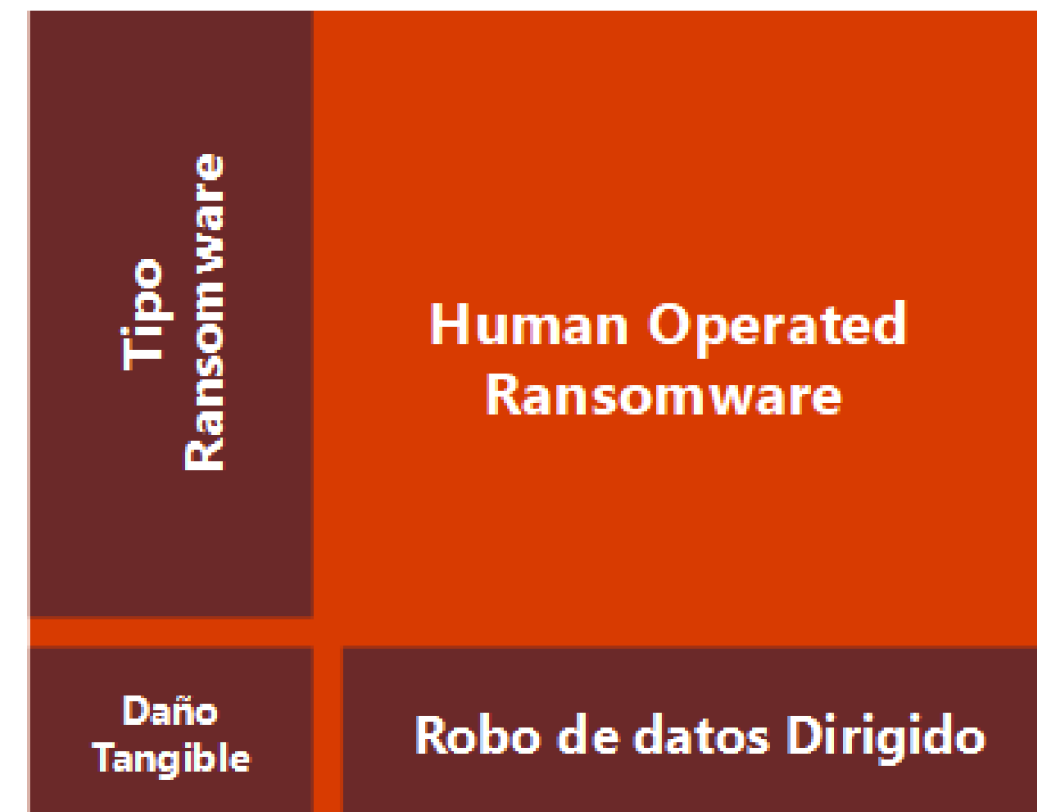 Tipo
Ransomware
Human Operated
Ransomware
Daño
Tangible
Robo de datos Dirigido